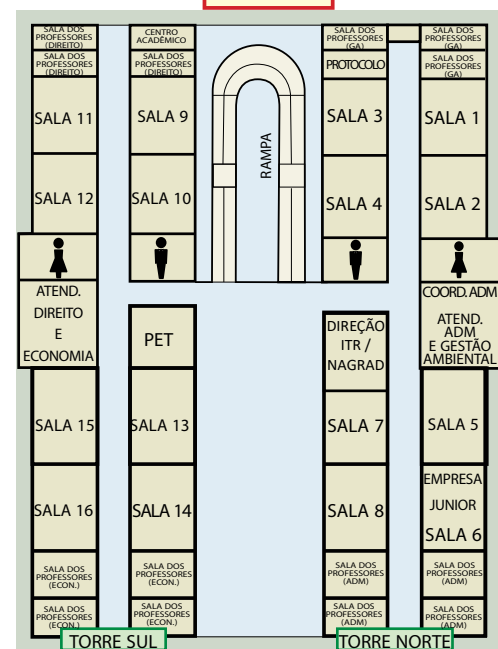 SALA DOS
PROFESSORES
(DIREITO)
SALA DOS
PROFESSORES
(DIREITO)
SALA 11
SALA 12
ATEND.
DIREITO
E
ECONOMIA
SALA 15
SALA 16
SALA DOS
PROFESSORES
(ECON.)
SALA DOS
PROFESSORES
(ECON.)
CENTRO
ACADÊMICO
SALA DOS
PROFESSORES
(DIREITO)
SALA 9
SALA 10
PET
SALA 13
SALA 14
SALA DOS
PROFESSORES
(ECON.)
SALA DOS
PROFESSORES
(ECON.)
TORRE SUL
RAMPA
SALA DOS
PROFESSORES
(GA)
PROTOCOLO
SALA 3
SALA 4
DIREÇÃO
ITR /
NAGRAD
SALA 7
SALA 8
SALA DOS
PROFESSORES
(ADM)
SALA DOS
PROFESSORES
(ADM)
SALA DOS
PROFESSORES
(GA)
SALA DOS
PROFESSORES
(GA)
SALA 1
SALA 2
COORD. ADM
ATEND.
ADM
E GESTÃO
AMBIENTAL
SALA 5
EMPRESA
JUNIOR
SALA 6
SALA DOS
PROFESSORES
(ADM)
SALA DOS
PROFESSORES
(ADM)
TORRE NORTE